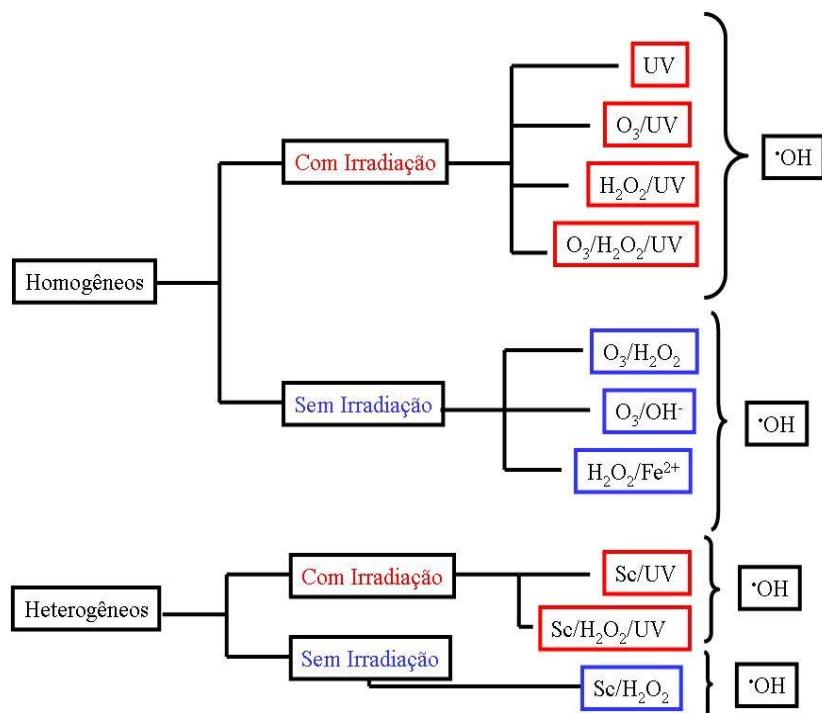 UV
O₃/UV
Com Irradiação
H₂O₂/UV
•OH
O₃/H₂O₂/UV
Homogêneos
O₃/H₂O₂
Sem Irradiação
O₃/OH⁻
•OH
H₂O₂/Fe²⁺
Com Irradiação
Sc/UV
•OH
Heterogêneos
Sc/H₂O₂/UV
Sem Irradiação
Sc/H₂O₂
•OH